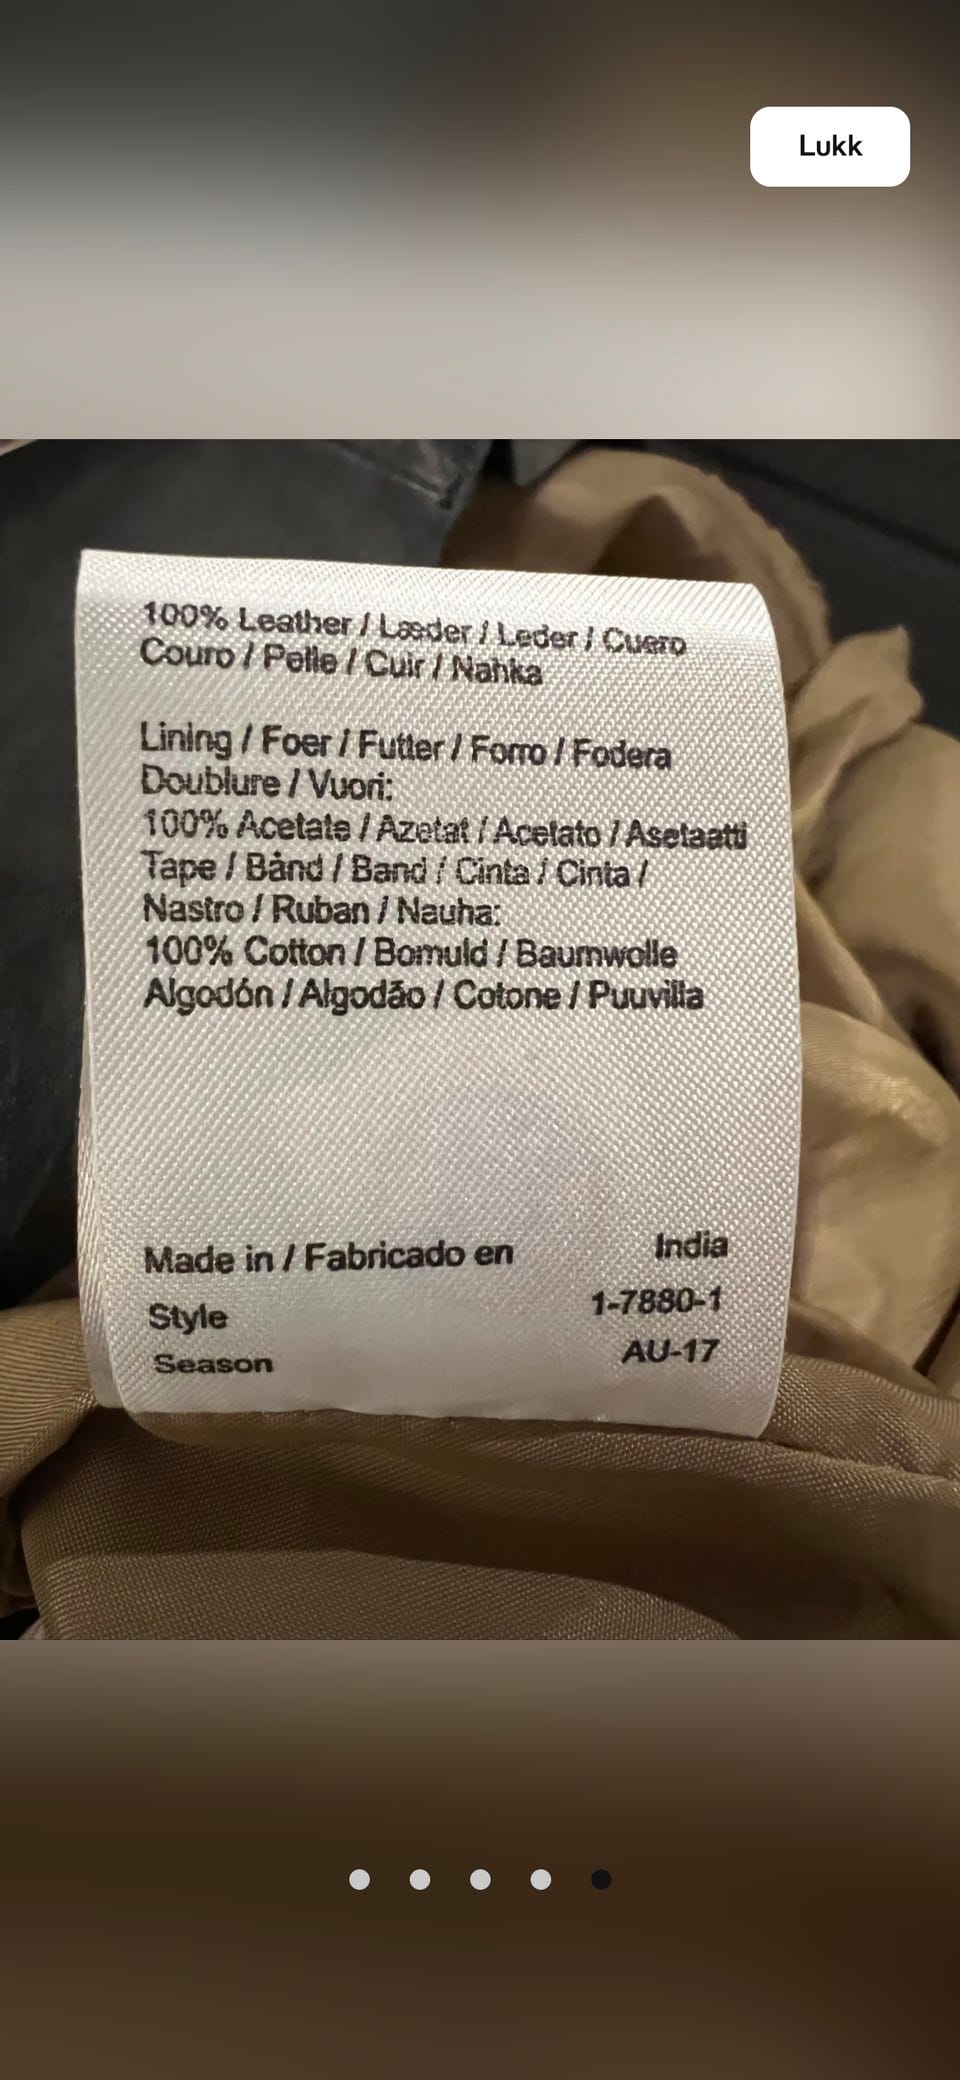 Lukk
100% Leather / Læder / Leder / Cuero
Couro / Pelle / Cuir / Nahka
Lining / Foer / Futter / Forro / Fodera
Doublure / Vuori:
100% Acetate / Azetat / Acetato / Asetaatti
Tape / Bånd / Band / Cinta / Cinta /
Nastro / Ruban / Nauha:
100% Cotton / Bomuld / Baumwolle
Algodón / Algodão / Cotone / Puuvilla
Made in / Fabricado en India
Style 1-7880-1
Season AU-17